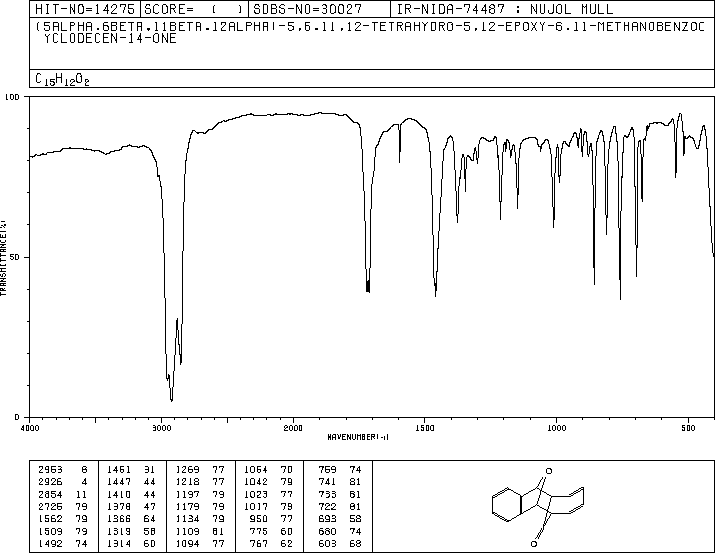 HIT-NO=14275 SCORE= ( ) SDBS-NO=30027 IR-NIDA-74487 : NUJOL MULL
(5ALPHA,6BETA,11BETA,12ALPHA)-5,6,11,12-TETRAHYDRO-5,12-EPOXY-6,11-METHANOBENZOC
YCLODECEN-14-ONE
C15H12O2
100
50
0
TRANSMITTANCE(%)
4000 3000 2000 1500 1000 500
WAVENUMBER(-1)
2963 6 1461 31 1269 77 1064 70 769 74
2926 4 1447 44 1218 77 1042 79 741 81
2854 11 1410 44 1197 79 1023 77 733 61
2725 79 1378 47 1179 79 1017 79 722 81
1562 79 1366 64 1134 79 950 77 693 58
1509 79 1319 58 1109 81 775 60 680 74
1492 74 1314 60 1094 77 767 62 603 68
O
O